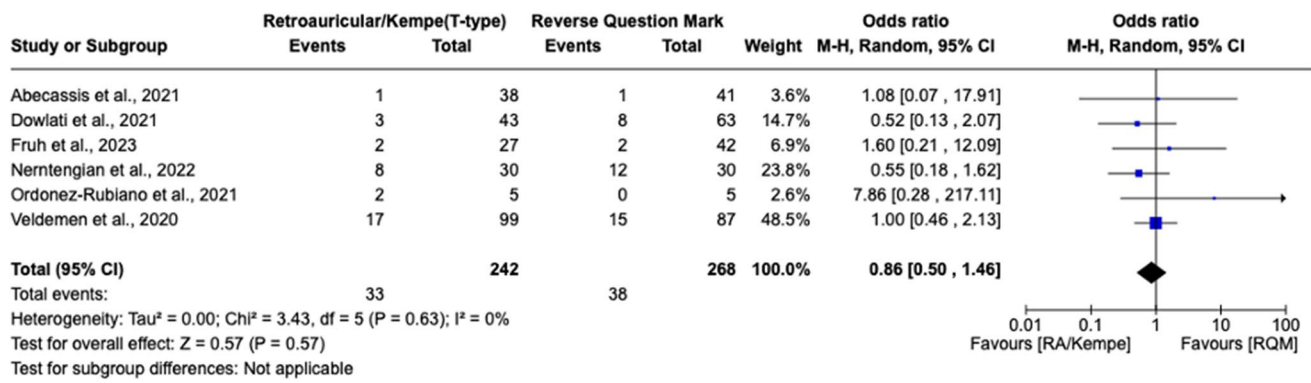 Retroauricular/Kempe(T-type) Reverse Question Mark Odds ratio Odds ratio
Study or Subgroup Events Total Events Total Weight M-H, Random, 95% CI M-H, Random, 95% CI
Abecassis et al., 2021 1 38 1 41 3.6% 1.08 [0.07 , 17.91]
Dowlati et al., 2021 3 43 8 63 14.7% 0.52 [0.13 , 2.07]
Fruh et al., 2023 2 27 2 42 6.9% 1.60 [0.21 , 12.09]
Nerntengian et al., 2022 8 30 12 30 23.8% 0.55 [0.18 , 1.62]
Ordonez-Rubiano et al., 2021 2 5 0 5 2.6% 7.86 [0.28 , 217.11]
Veldemen et al., 2020 17 99 15 87 48.5% 1.00 [0.46 , 2.13]
Total (95% CI) 242 268 100.0% 0.86 [0.50 , 1.46]
Total events: 33 38
Heterogeneity: Tau² = 0.00; Chi² = 3.43, df = 5 (P = 0.63); I² = 0%
Test for overall effect: Z = 0.57 (P = 0.57)
Test for subgroup differences: Not applicable
0.01 0.1 1 10 100
Favours [RA/Kempe] Favours [RQM]